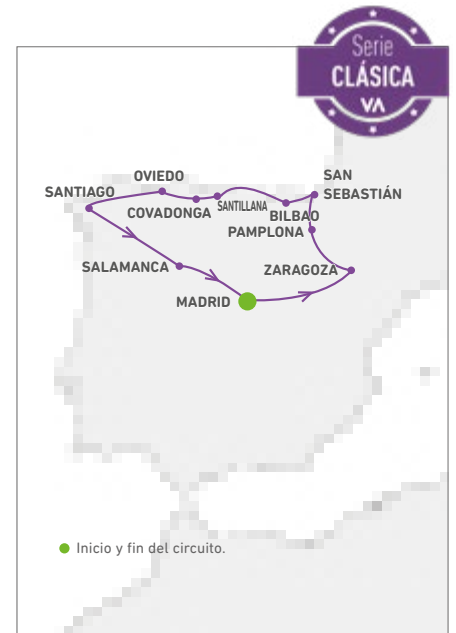 Serie
CLÁSICA
VA
OVIEDO
SAN
SEBASTIÁN
SANTIAGO
COVADONGA
SANTILLANA
BILBAO
PAMPLONA
SALAMANCA
ZARAGOZA
MADRID
Inicio y fin del circuito.